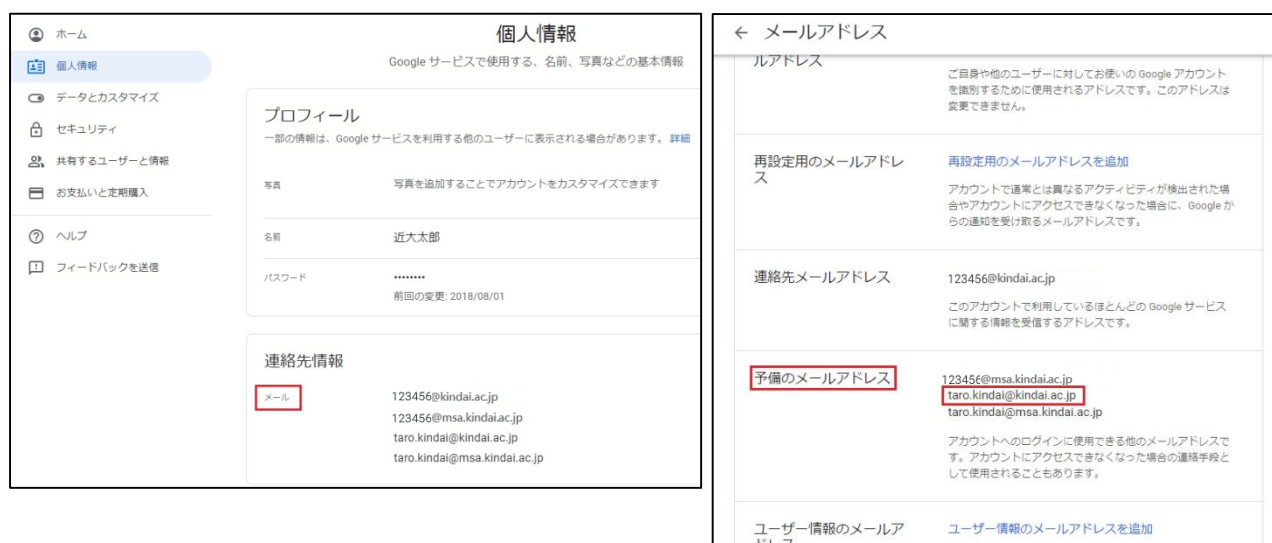 ホーム
個人情報
データとカスタマイズ
セキュリティ
共有するユーザーと情報
お支払いと定期購入
ヘルプ
フィードバックを送信
個人情報
Google サービスで使用する、名前、写真などの基本情報
プロフィール
一部の情報は、Google サービスを利用する他のユーザーに表示される場合があります。 詳細
写真 写真を追加することでアカウントをカスタマイズできます
名前 近大太郎
パスワード ••••••••
前回の変更: 2018/08/01
連絡先情報
メール 123456@kindai.ac.jp
123456@msa.kindai.ac.jp
taro.kindai@kindai.ac.jp
taro.kindai@msa.kindai.ac.jp
← メールアドレス
ルアドレス
ご自身や他のユーザーに対してお使いの Google アカウント
を識別するために使用されるアドレスです。このアドレスは
変更できません。
再設定用のメールアドレ
ス
再設定用のメールアドレスを追加
アカウントで通常とは異なるアクティビティが検出された場
合やアカウントにアクセスできなくなった場合に、Google か
らの通知を受け取るメールアドレスです。
連絡先メールアドレス 123456@kindai.ac.jp
このアカウントで利用しているほとんどの Google サービス
に関する情報を受信するアドレスです。
予備のメールアドレス 123456@msa.kindai.ac.jp
taro.kindai@kindai.ac.jp
taro.kindai@msa.kindai.ac.jp
アカウントへのログインに使用できる他のメールアドレスで
す。アカウントにアクセスできなくなった場合の連絡手段と
して使用されることもあります。
ユーザー情報のメールア
ドレス
ユーザー情報のメールアドレスを追加